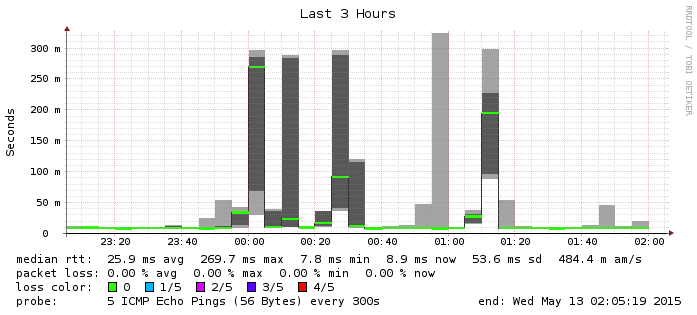 Last 3 Hours
RRDTOOL / TOBI OETIKER
Seconds
300 m
250 m
200 m
150 m
100 m
50 m
0
23:20 23:40 00:00 00:20 00:40 01:00 01:20 01:40 02:00
median rtt: 25.9 ms avg 269.7 ms max 7.8 ms min 8.9 ms now 53.6 ms sd 484.4 m am/s
packet loss: 0.00 % avg 0.00 % max 0.00 % min 0.00 % now
loss color: 0 1/5 2/5 3/5 4/5
probe: 5 ICMP Echo Pings (56 Bytes) every 300s end: Wed May 13 02:05:19 2015